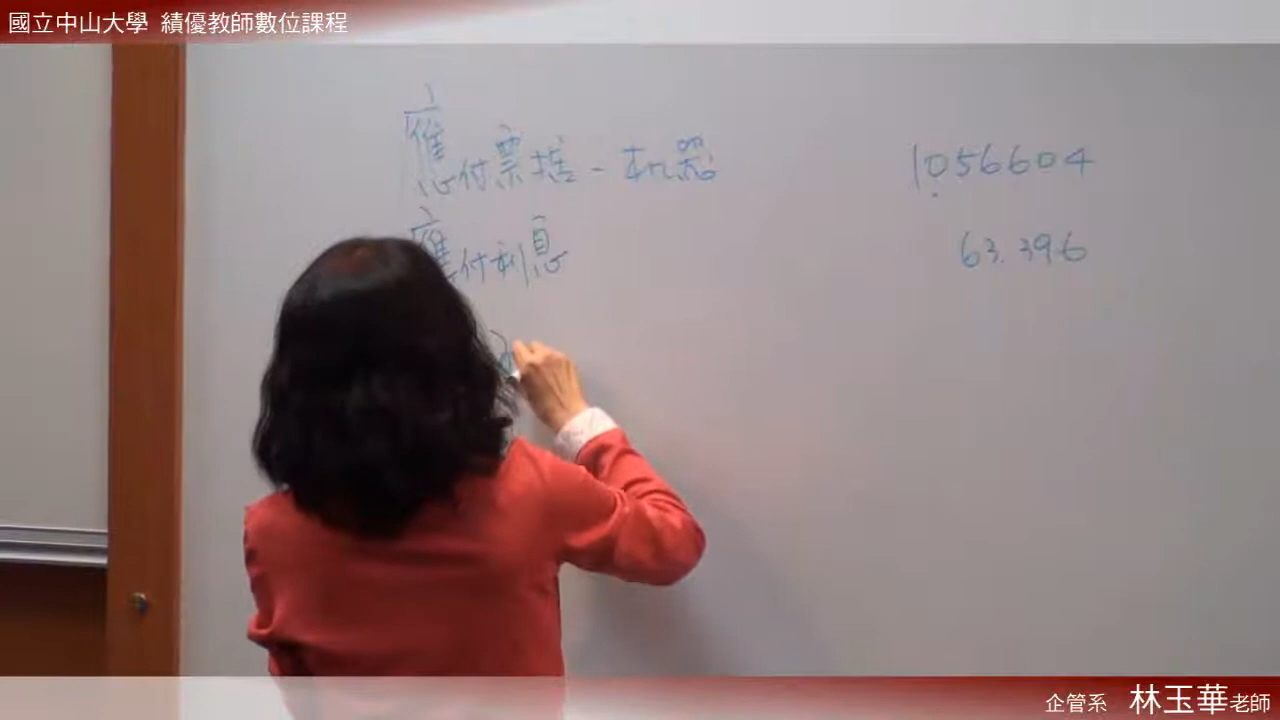 國立中山大學 績優教師數位課程
應付票據-机器 1056604
應付利息 63.396
企管系 林玉華老師